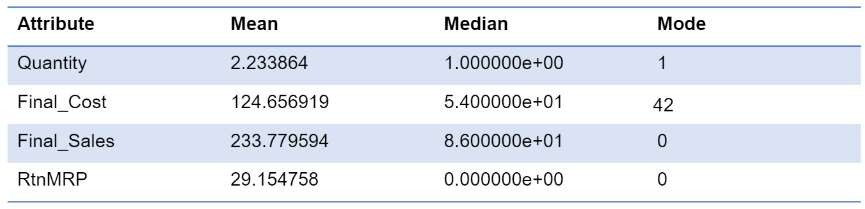 Attribute Mean Median Mode
Quantity 2.233864 1.000000e+00 1
Final_Cost 124.656919 5.400000e+01 42
Final_Sales 233.779594 8.600000e+01 0
RtnMRP 29.154758 0.000000e+00 0